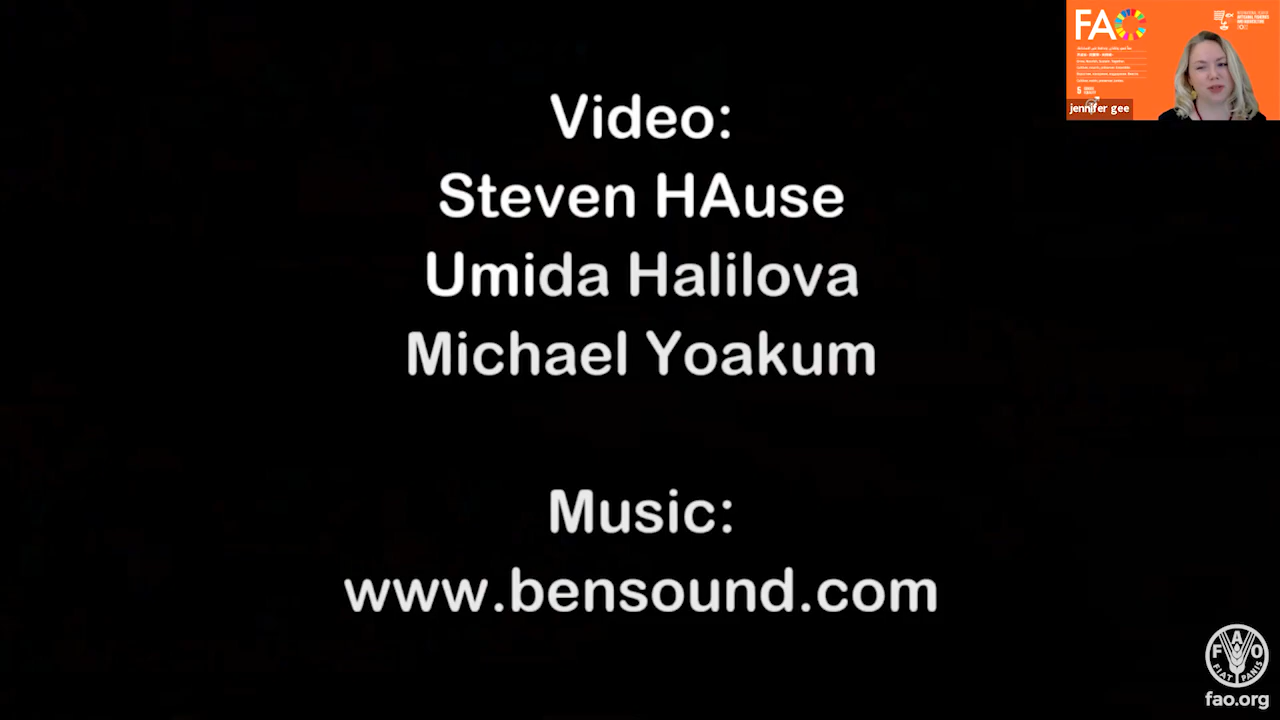 Video:
Steven HAuse
Umida Halilova
Michael Yoakum
Music:
www.bensound.com
FAO
jennifer gee
FAO
FIAT PANIS
fao.org